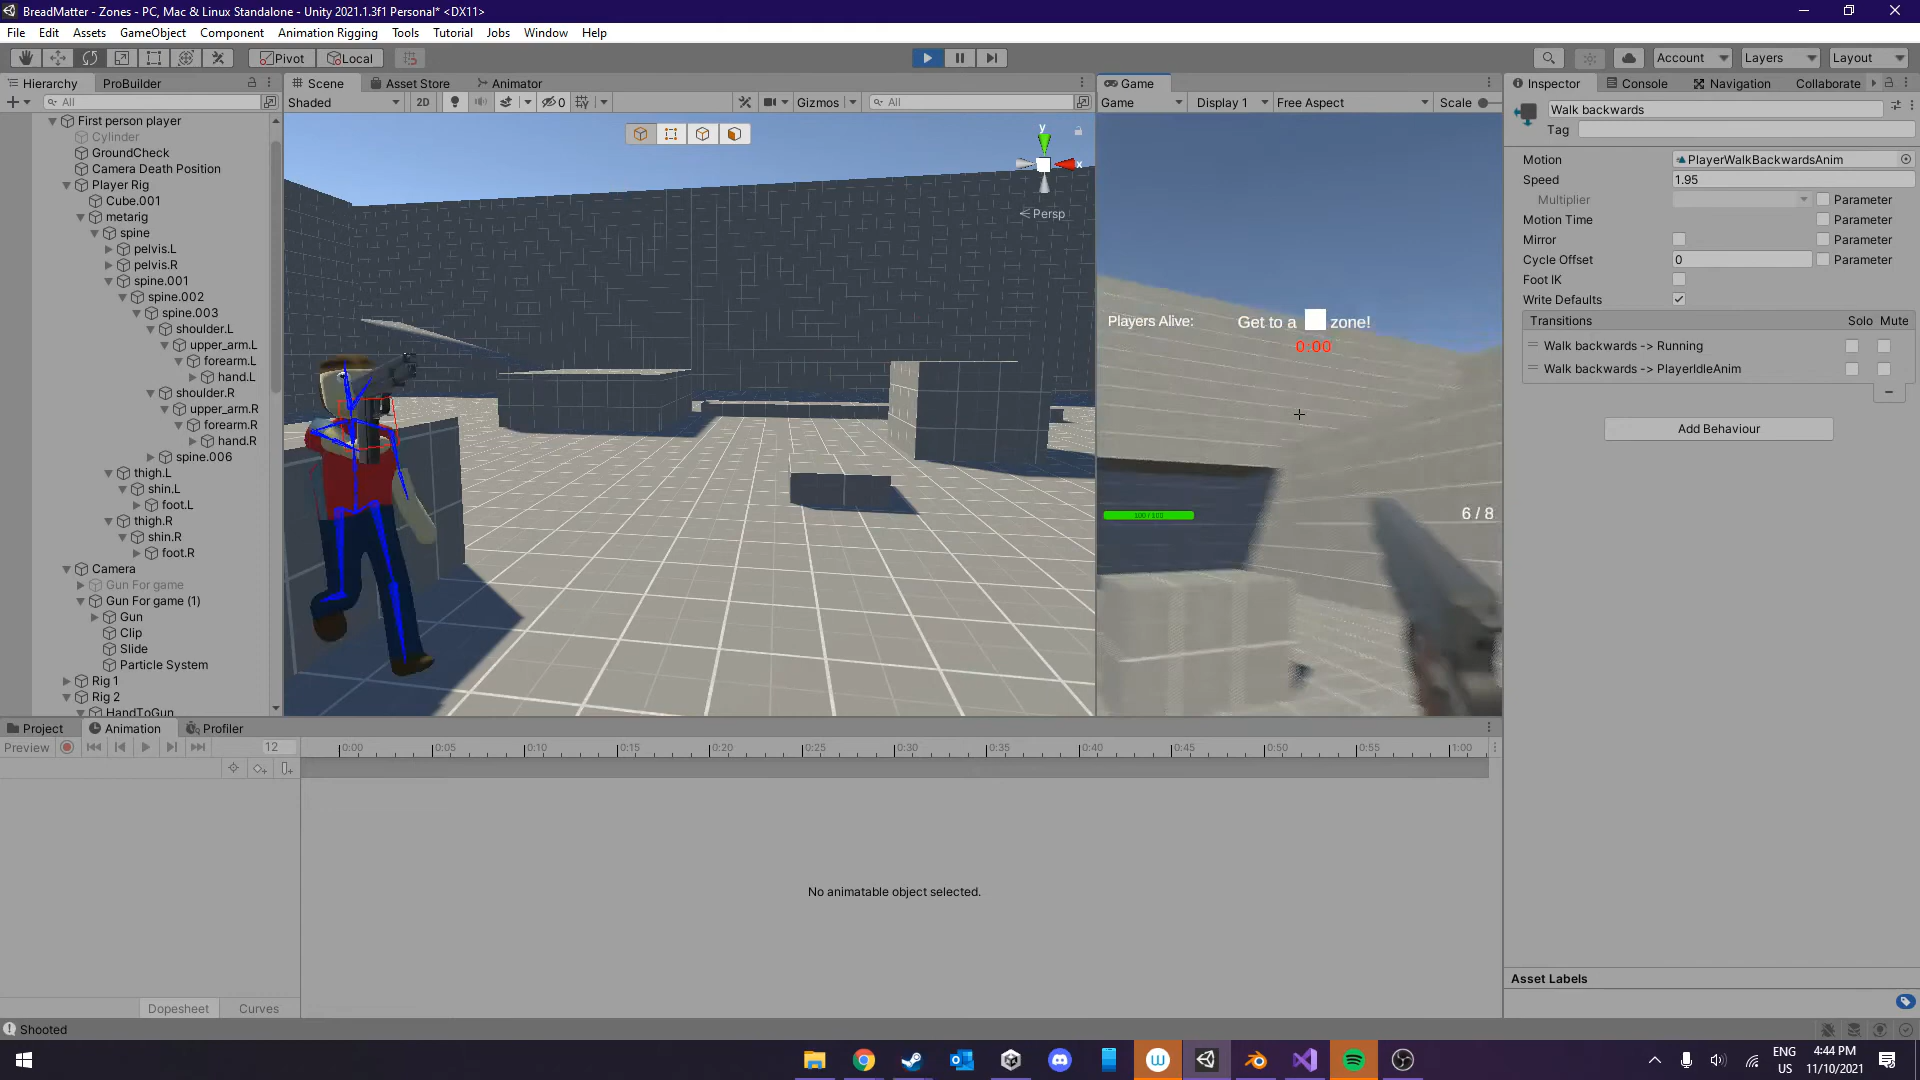 BreadMatter - Zones - PC, Mac & Linux Standalone - Unity 2021.1.3f1 Personal* <DX11>
File Edit Assets GameObject Component Animation Rigging Tools Tutorial Jobs Window Help
Pivot Local Account Layers Layout
Hierarchy ProBuilder
All
First person player
Cylinder
GroundCheck
Camera Death Position
Player Rig
Cube.001
metarig
spine
pelvis.L
pelvis.R
spine.001
spine.002
spine.003
shoulder.L
upper_arm.L
forearm.L
hand.L
shoulder.R
upper_arm.R
forearm.R
hand.R
spine.006
thigh.L
shin.L
foot.L
thigh.R
shin.R
foot.R
Camera
Gun For game
Gun For game (1)
Gun
Clip
Slide
Particle System
Rig 1
Rig 2
HandToGun
Scene Asset Store Animator
Shaded 2D 0 Gizmos All
y
x
Persp
Game
Game Display 1 Free Aspect Scale
Players Alive: Get to a zone!
0:00
100 / 100
6 / 8
Inspector Console Navigation Collaborate
Walk backwards
Tag
Motion PlayerWalkBackwardsAnim
Speed 1.95
Multiplier Parameter
Motion Time Parameter
Mirror Parameter
Cycle Offset 0 Parameter
Foot IK
Write Defaults
Transitions Solo Mute
Walk backwards -> Running
Walk backwards -> PlayerIdleAnim
Add Behaviour
Asset Labels
Project Animation Profiler
Preview 12
0:00 0:05 0:10 0:15 0:20 0:25 0:30 0:35 0:40 0:45 0:50 0:55 1:00
No animatable object selected.
Dopesheet Curves
Shooted
ENG
US
4:44 PM
11/10/2021